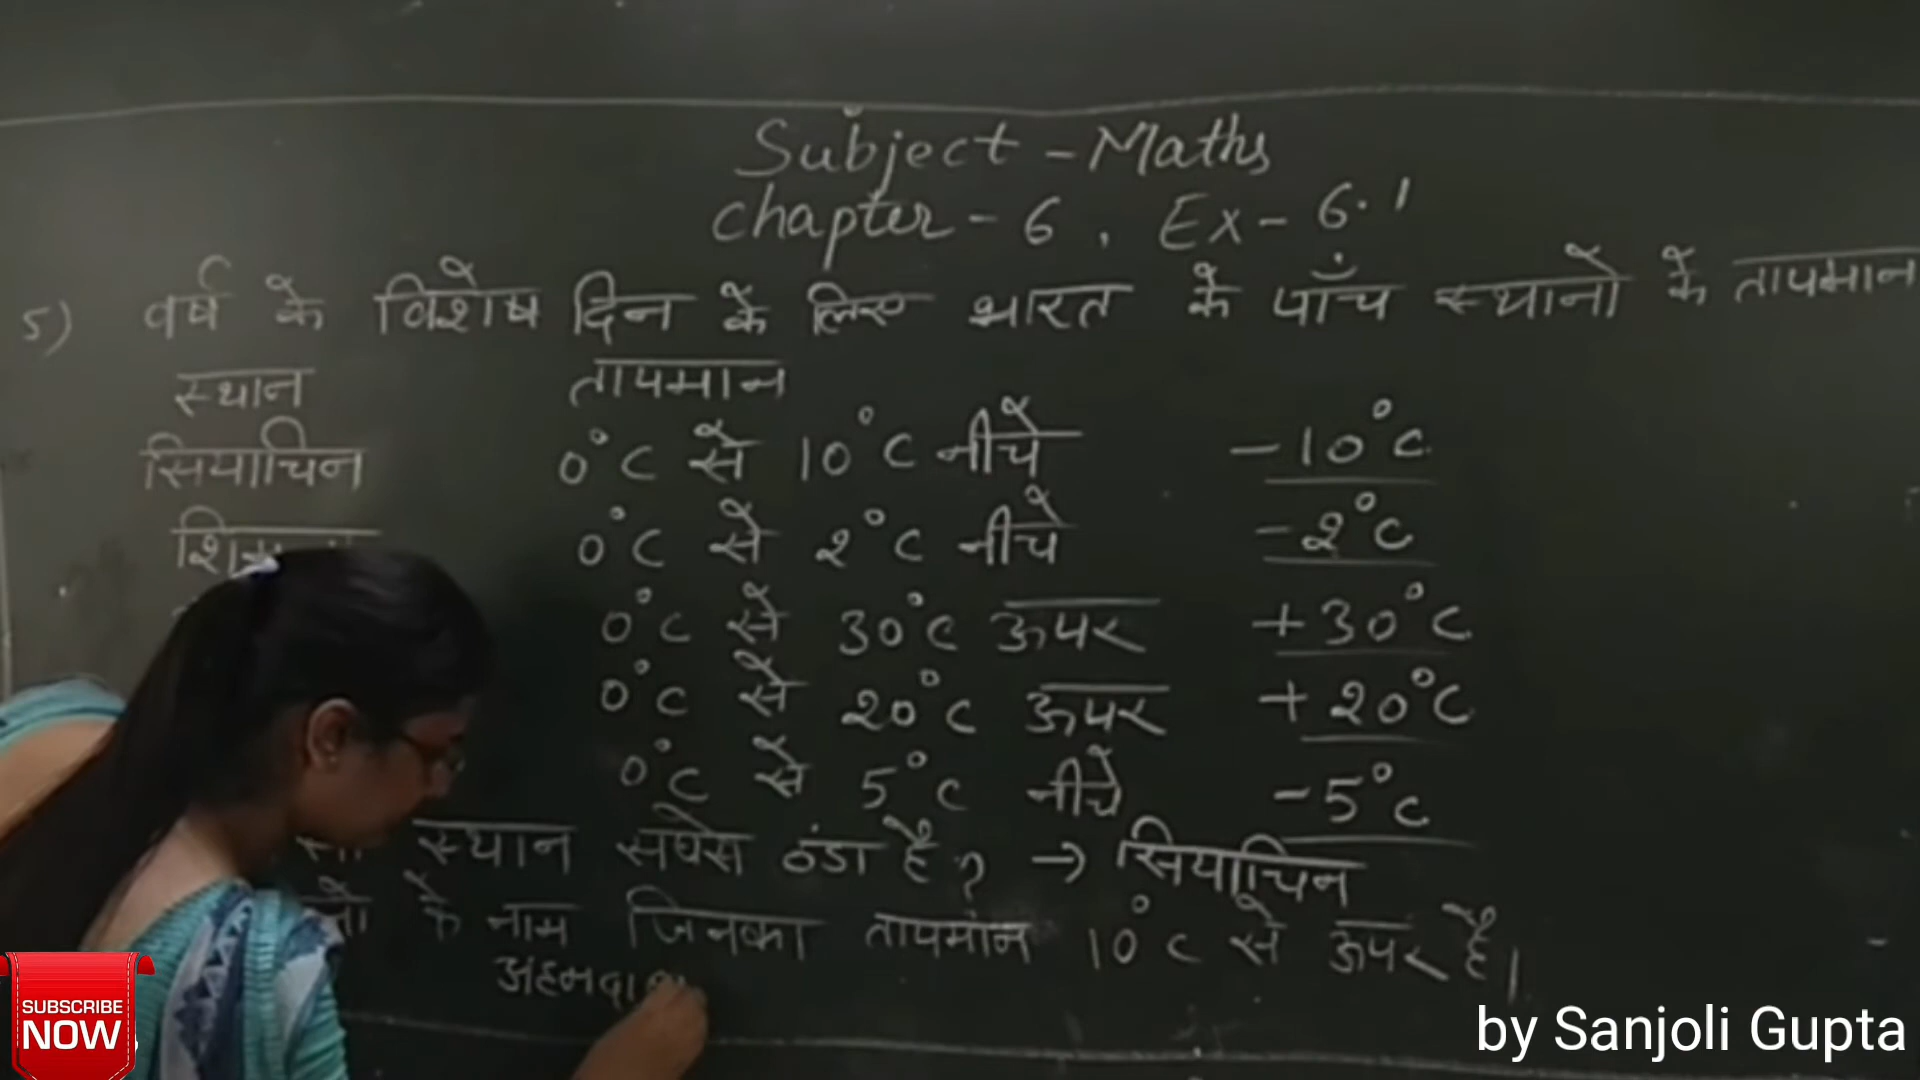 Subject - Maths
Chapter - 6, Ex - 6.1
5) वर्ष के विशेष दिन के लिए भारत के पाँच स्थानों के तापमान
स्थान तापमान
सियाचिन 0°C से 10°C नीचे -10°C
0°C से 2°C नीचे -2°C
0°C से 30°C ऊपर +30°C
0°C से 20°C ऊपर +20°C
0°C से 5°C नीचे -5°C
स्थान सबसे ठंडा है? → सियाचिन
के नाम जिनका तापमान 10°C से ऊपर है।
SUBSCRIBE
NOW
by Sanjoli Gupta